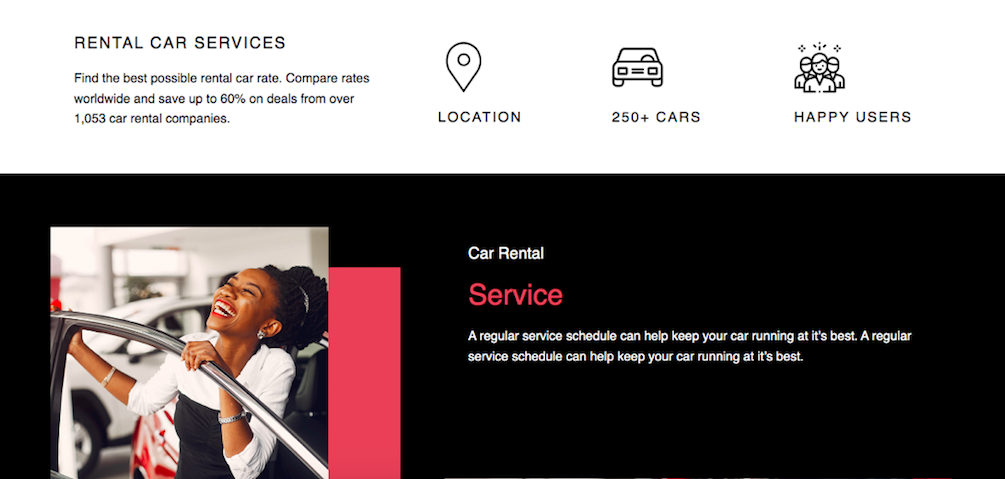 RENTAL CAR SERVICES
Find the best possible rental car rate. Compare rates
worldwide and save up to 60% on deals from over
1,053 car rental companies.
LOCATION
250+ CARS
HAPPY USERS
Car Rental
Service
A regular service schedule can help keep your car running at it's best. A regular
service schedule can help keep your car running at it's best.